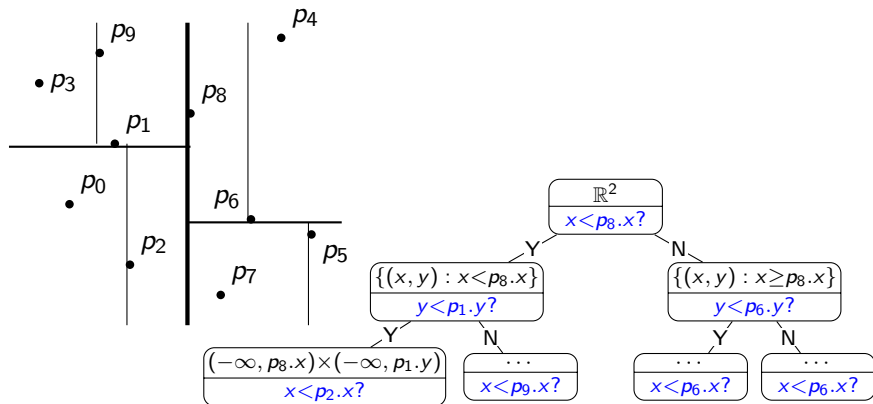 p₉
p₄
p₃
p₈
p₁
p₀
p₆
p₂
p₅
p₇
ℝ²
x<p₈.x?
Y N
{(x, y) : x<p₈.x} {(x, y) : x≥p₈.x}
y<p₁.y? y<p₆.y?
Y N Y N
(−∞, p₈.x)×(−∞, p₁.y) ··· ··· ···
x<p₂.x? x<p₉.x? x<p₆.x? x<p₆.x?